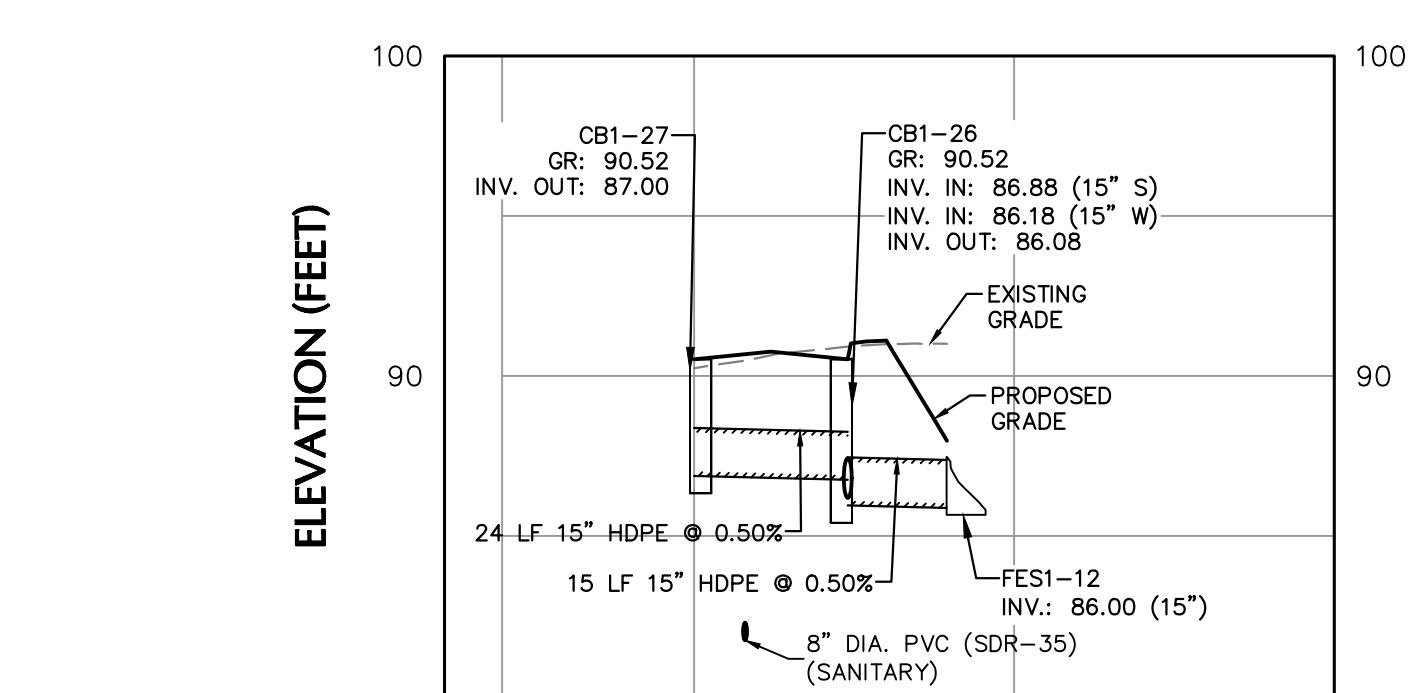 100
100
CB1-27
GR: 90.52
INV. OUT: 87.00
CB1-26
GR: 90.52
INV. IN: 86.88 (15" S)
INV. IN: 86.18 (15" W)
INV. OUT: 86.08
ELEVATION (FEET)
EXISTING
GRADE
90
90
PROPOSED
GRADE
24 LF 15" HDPE @ 0.50%
15 LF 15" HDPE @ 0.50%
FES1-12
INV.: 86.00 (15")
8" DIA. PVC (SDR-35)
(SANITARY)